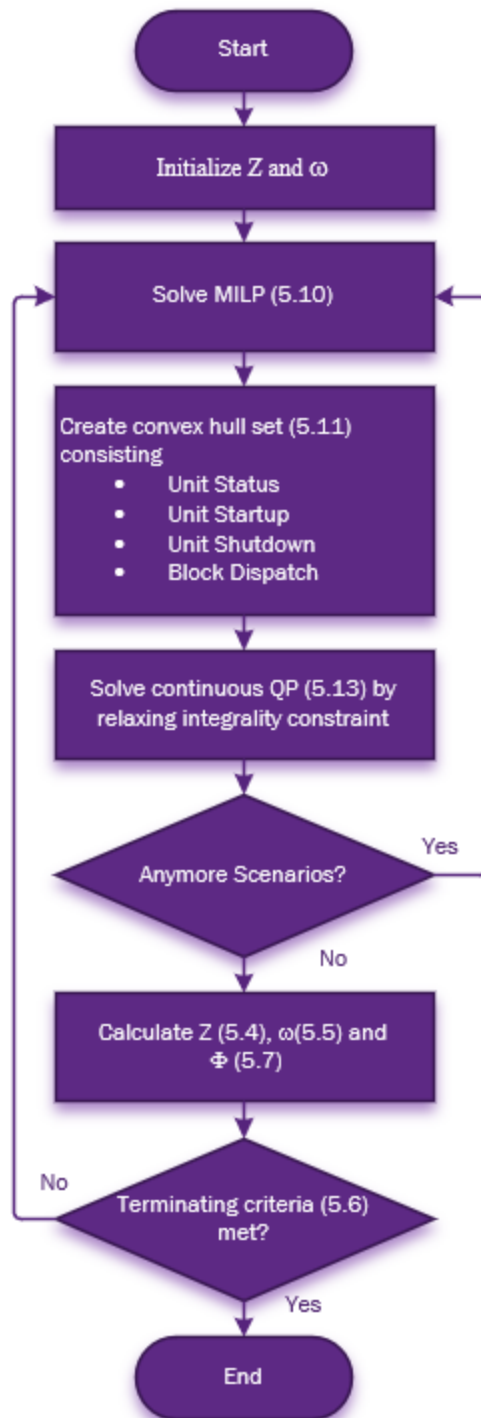 Start
Initialize Z and ω
Solve MILP (5.10)
Create convex hull set (5.11)
consisting
• Unit Status
• Unit Startup
• Unit Shutdown
• Block Dispatch
Solve continuous QP (5.13) by
relaxing integrality constraint
Anymore Scenarios?
Yes
No
Calculate Z (5.4), ω(5.5) and
Φ (5.7)
No
Terminating criteria (5.6)
met?
Yes
End